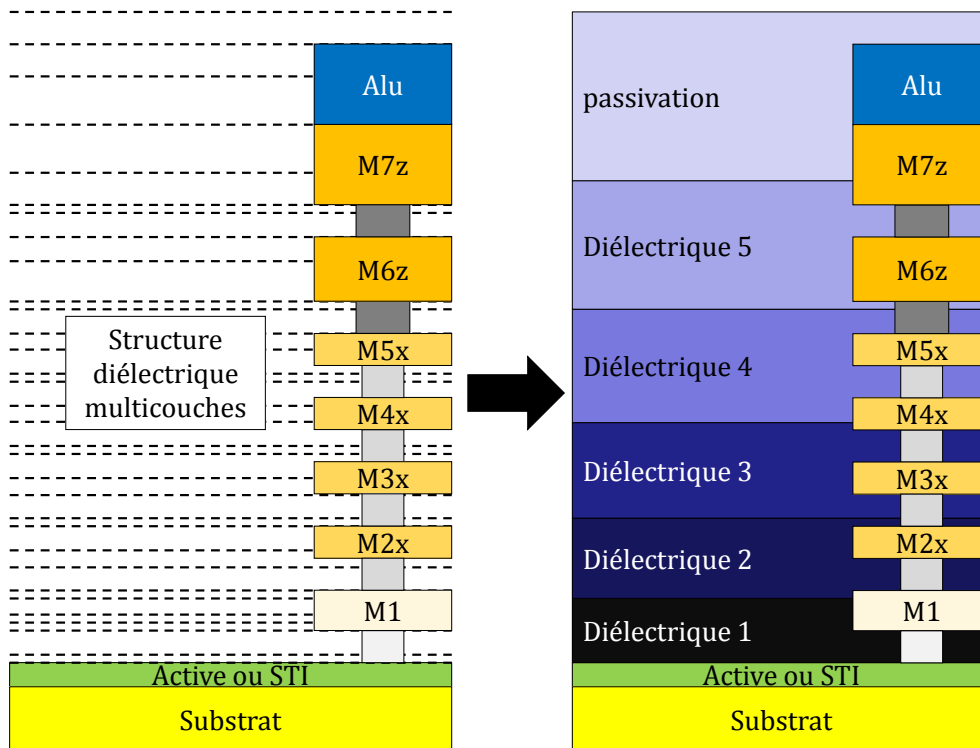 Alu
M7z
M6z
Structure
diélectrique
multicouches
M5x
M4x
M3x
M2x
M1
Active ou STI
Substrat
passivation
Alu
M7z
Diélectrique 5
M6z
Diélectrique 4
M5x
M4x
Diélectrique 3
M3x
Diélectrique 2
M2x
Diélectrique 1
M1
Active ou STI
Substrat